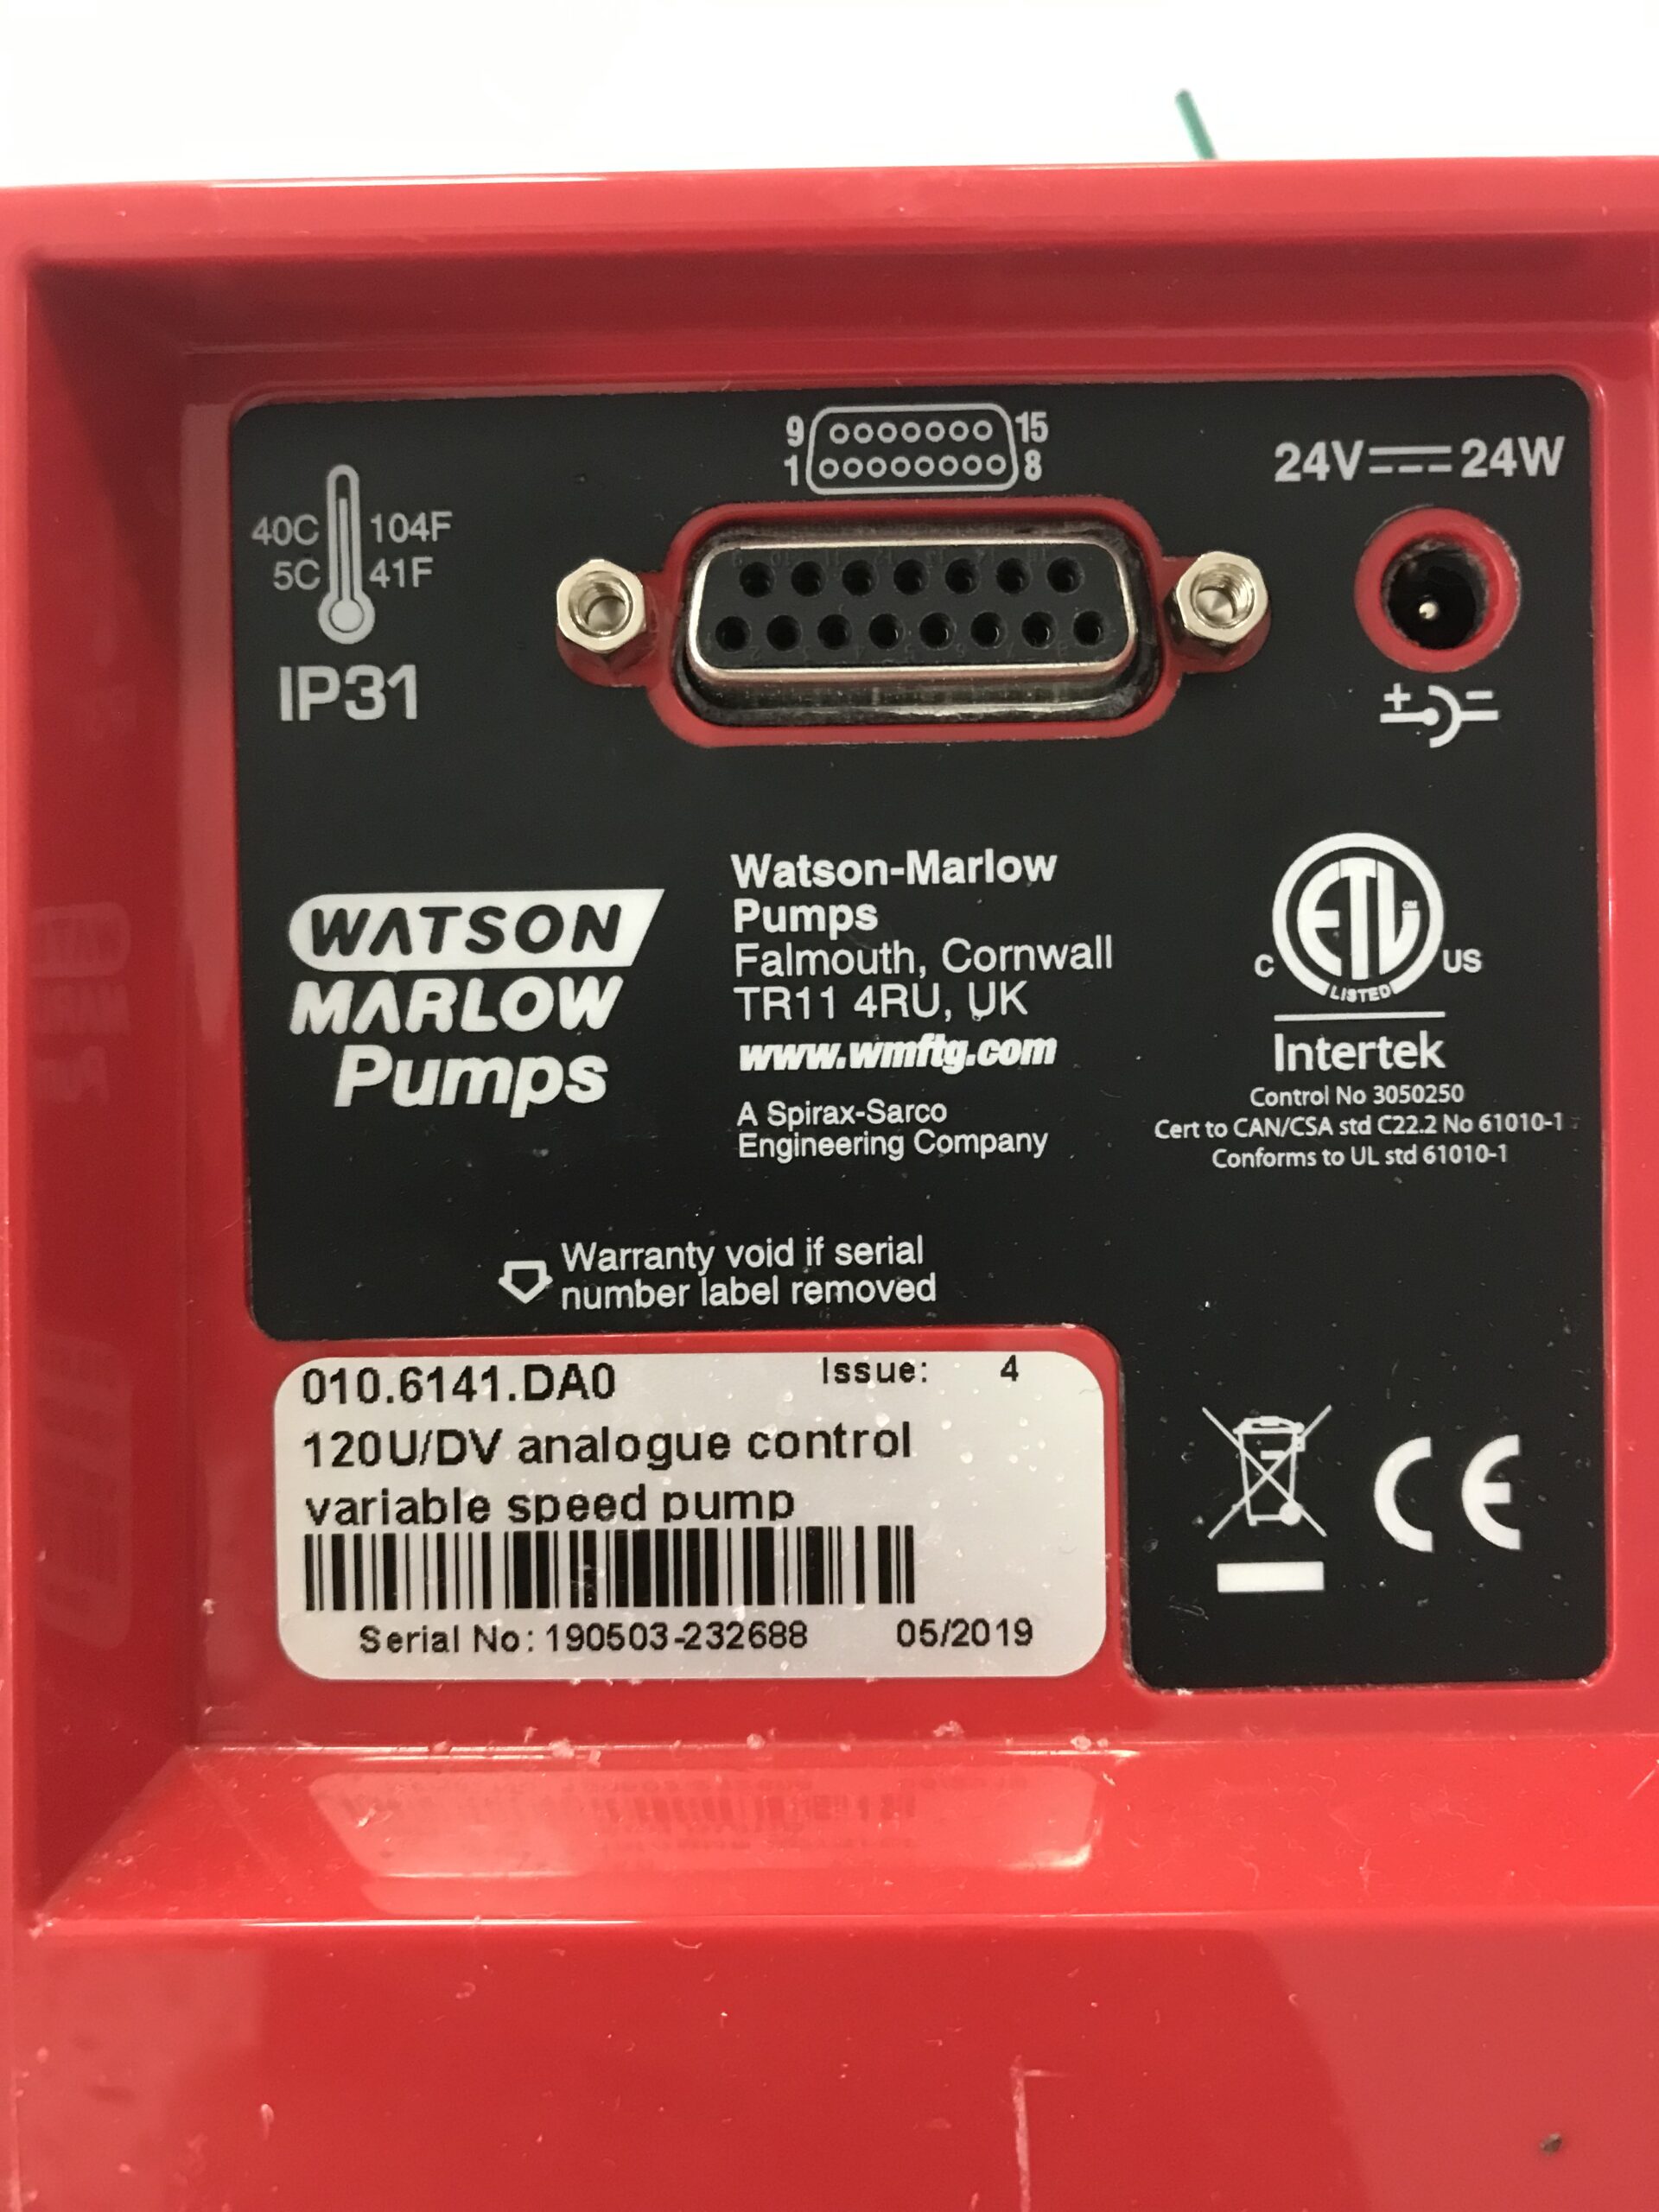 9 15
1 8
24V 24W
40C 104F
5C 41F
IP31
+ −
WATSON
MARLOW
Pumps
Watson-Marlow
Pumps
Falmouth, Cornwall
TR11 4RU, UK
www.wmftg.com
A Spirax-Sarco
Engineering Company
ETL
C US
LISTED
Intertek
Control No 3050250
Cert to CAN/CSA std C22.2 No 61010-1
Conforms to UL std 61010-1
Warranty void if serial
number label removed
010.6141.DA0 Issue: 4
120U/DV analogue control
variable speed pump
Serial No: 190503-232688 05/2019
CE